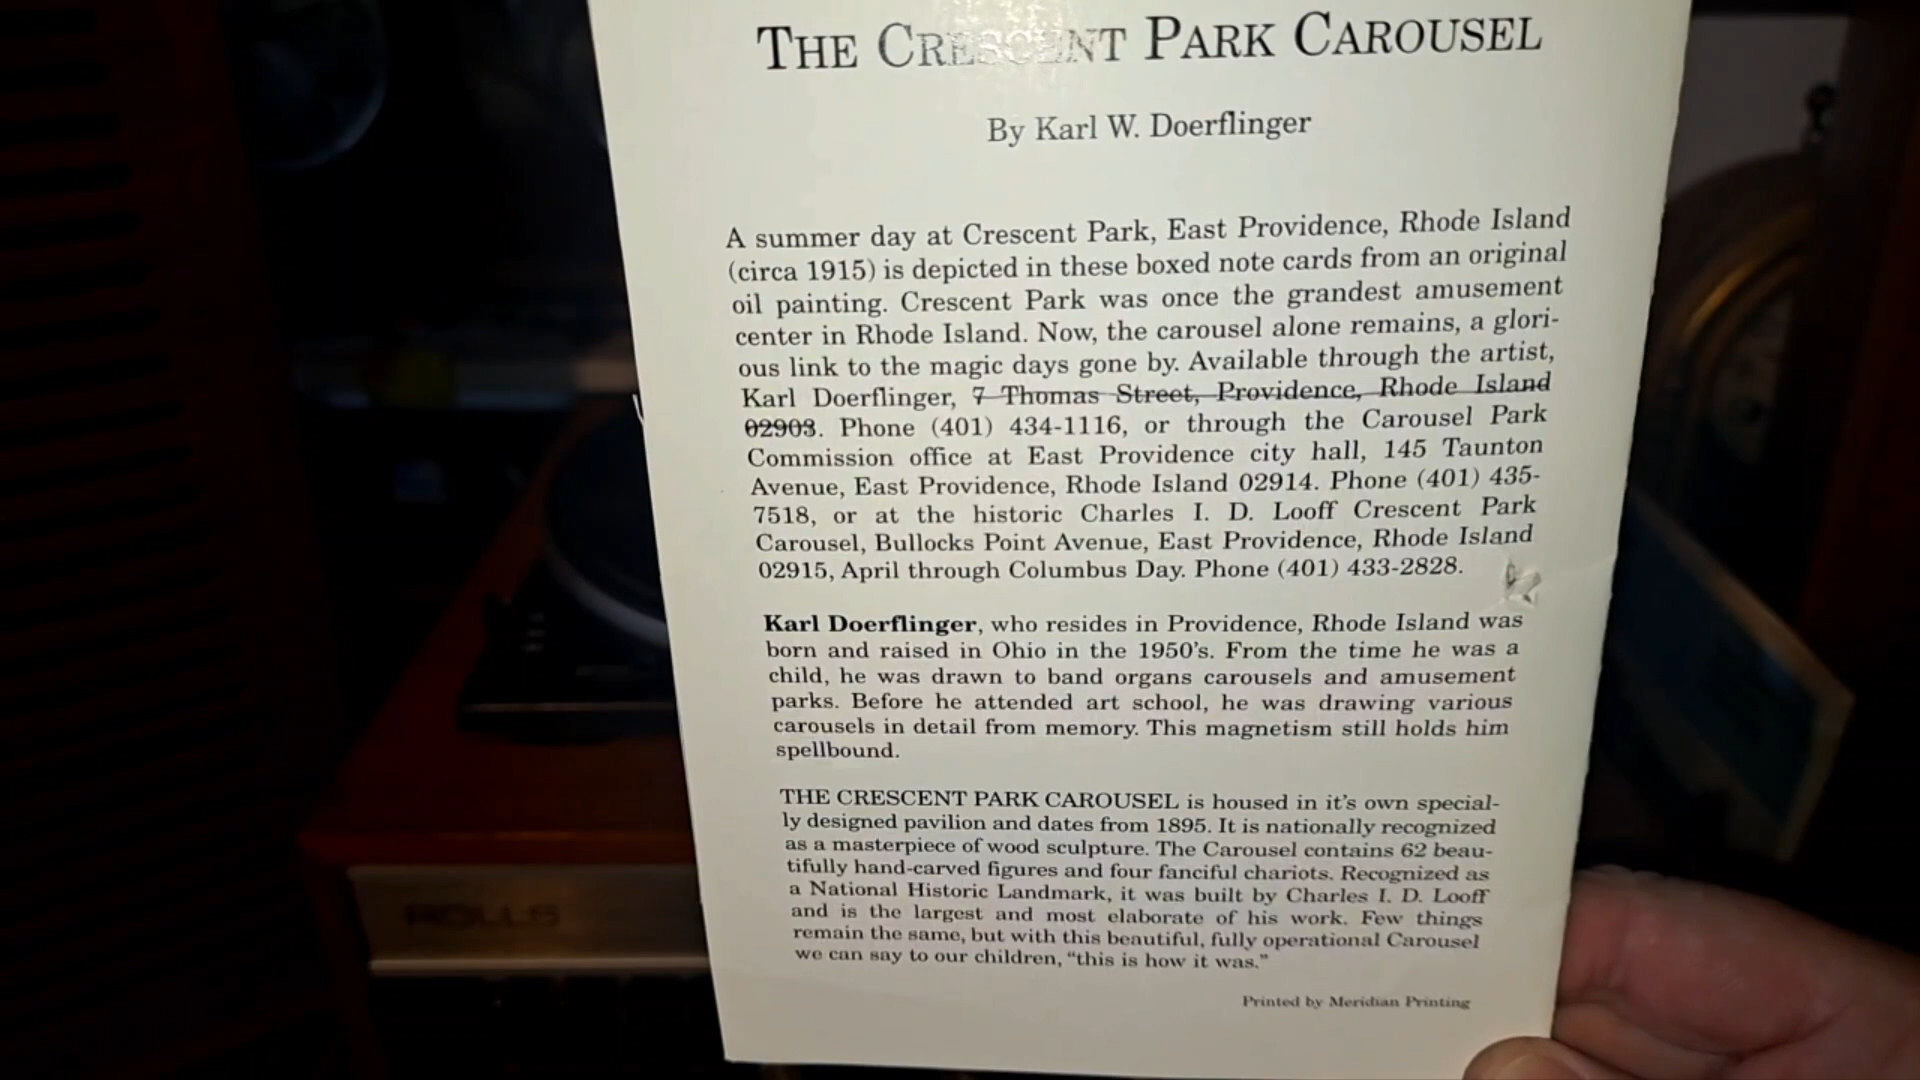 THE CRESCENT PARK CAROUSEL
By Karl W. Doerflinger
A summer day at Crescent Park, East Providence, Rhode Island
(circa 1915) is depicted in these boxed note cards from an original
oil painting. Crescent Park was once the grandest amusement
center in Rhode Island. Now, the carousel alone remains, a glori-
ous link to the magic days gone by. Available through the artist,
Karl Doerflinger, 7 Thomas Street, Providence, Rhode Island
02903. Phone (401) 434-1116, or through the Carousel Park
Commission office at East Providence city hall, 145 Taunton
Avenue, East Providence, Rhode Island 02914. Phone (401) 435-
7518, or at the historic Charles I. D. Looff Crescent Park
Carousel, Bullocks Point Avenue, East Providence, Rhode Island
02915, April through Columbus Day. Phone (401) 433-2828.
Karl Doerflinger, who resides in Providence, Rhode Island was
born and raised in Ohio in the 1950's. From the time he was a
child, he was drawn to band organs carousels and amusement
parks. Before he attended art school, he was drawing various
carousels in detail from memory. This magnetism still holds him
spellbound.
THE CRESCENT PARK CAROUSEL is housed in it's own special-
ly designed pavilion and dates from 1895. It is nationally recognized
as a masterpiece of wood sculpture. The Carousel contains 62 beau-
tifully hand-carved figures and four fanciful chariots. Recognized as
a National Historic Landmark, it was built by Charles I. D. Looff
and is the largest and most elaborate of his work. Few things
remain the same, but with this beautiful, fully operational Carousel
we can say to our children, "this is how it was."
Printed by Meridian Printing